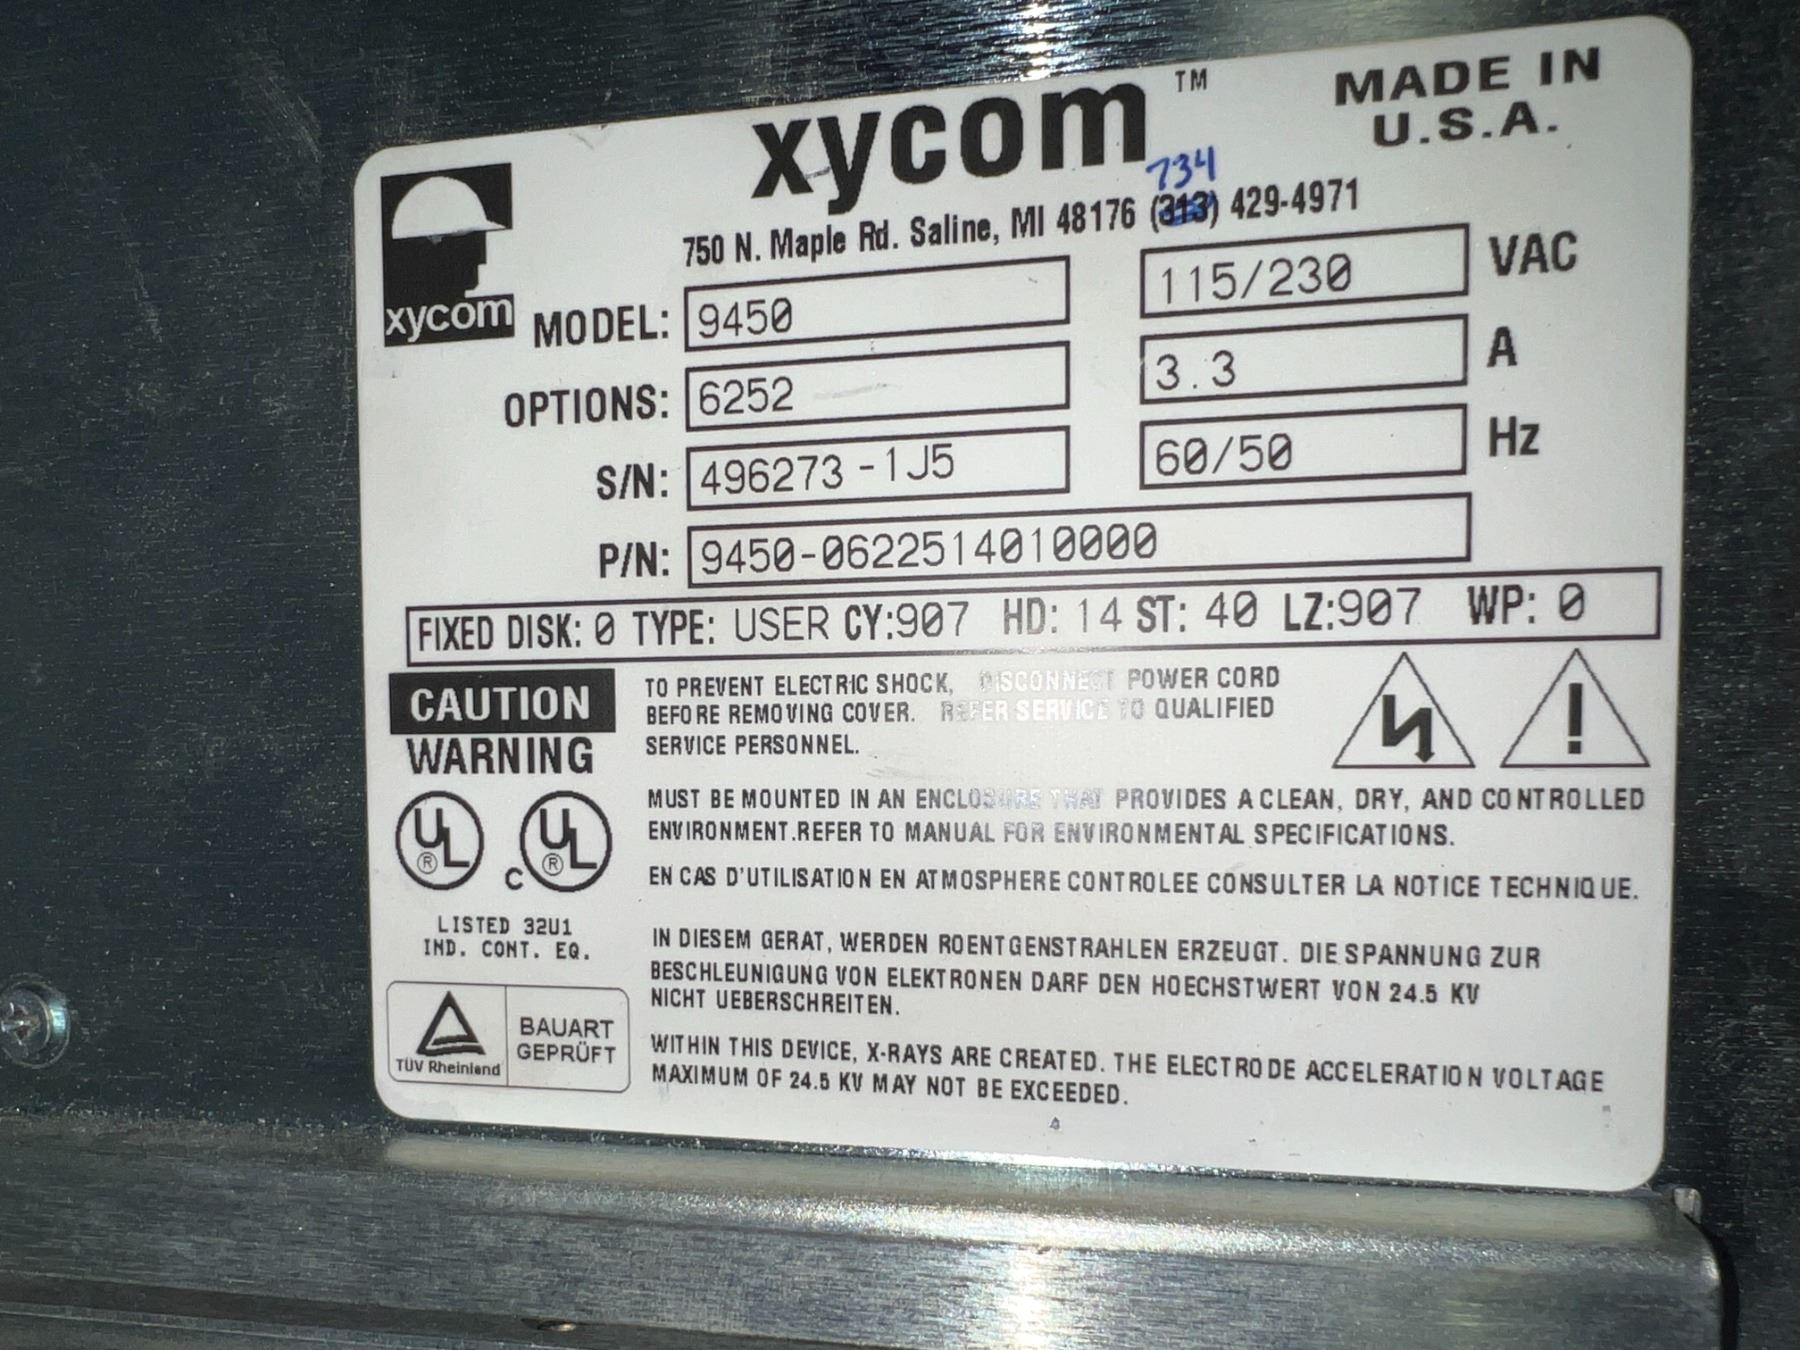 xycom™
MADE IN
U.S.A.
734
750 N. Maple Rd. Saline, MI 48176 (313) 429-4971
xycom
MODEL: 9450
115/230 VAC
OPTIONS: 6252
3.3 A
S/N: 496273-1J5
60/50 Hz
P/N: 9450-0622514010000
FIXED DISK: 0 TYPE: USER CY:907 HD: 14 ST: 40 LZ:907 WP: 0
CAUTION
WARNING
TO PREVENT ELECTRIC SHOCK, DISCONNECT POWER CORD
BEFORE REMOVING COVER. REFER SERVICE TO QUALIFIED
SERVICE PERSONNEL.
MUST BE MOUNTED IN AN ENCLOSURE THAT PROVIDES A CLEAN, DRY, AND CONTROLLED
ENVIRONMENT.REFER TO MANUAL FOR ENVIRONMENTAL SPECIFICATIONS.
EN CAS D'UTILISATION EN ATMOSPHERE CONTROLEE CONSULTER LA NOTICE TECHNIQUE.
UL ®
C UL ®
LISTED 32U1
IND. CONT. EQ.
IN DIESEM GERAT, WERDEN ROENTGENSTRAHLEN ERZEUGT. DIE SPANNUNG ZUR
BESCHLEUNIGUNG VON ELEKTRONEN DARF DEN HOECHSTWERT VON 24.5 KV
NICHT UEBERSCHREITEN.
TÜV Rheinland
BAUART
GEPRÜFT
WITHIN THIS DEVICE, X-RAYS ARE CREATED. THE ELECTRODE ACCELERATION VOLTAGE
MAXIMUM OF 24.5 KV MAY NOT BE EXCEEDED.